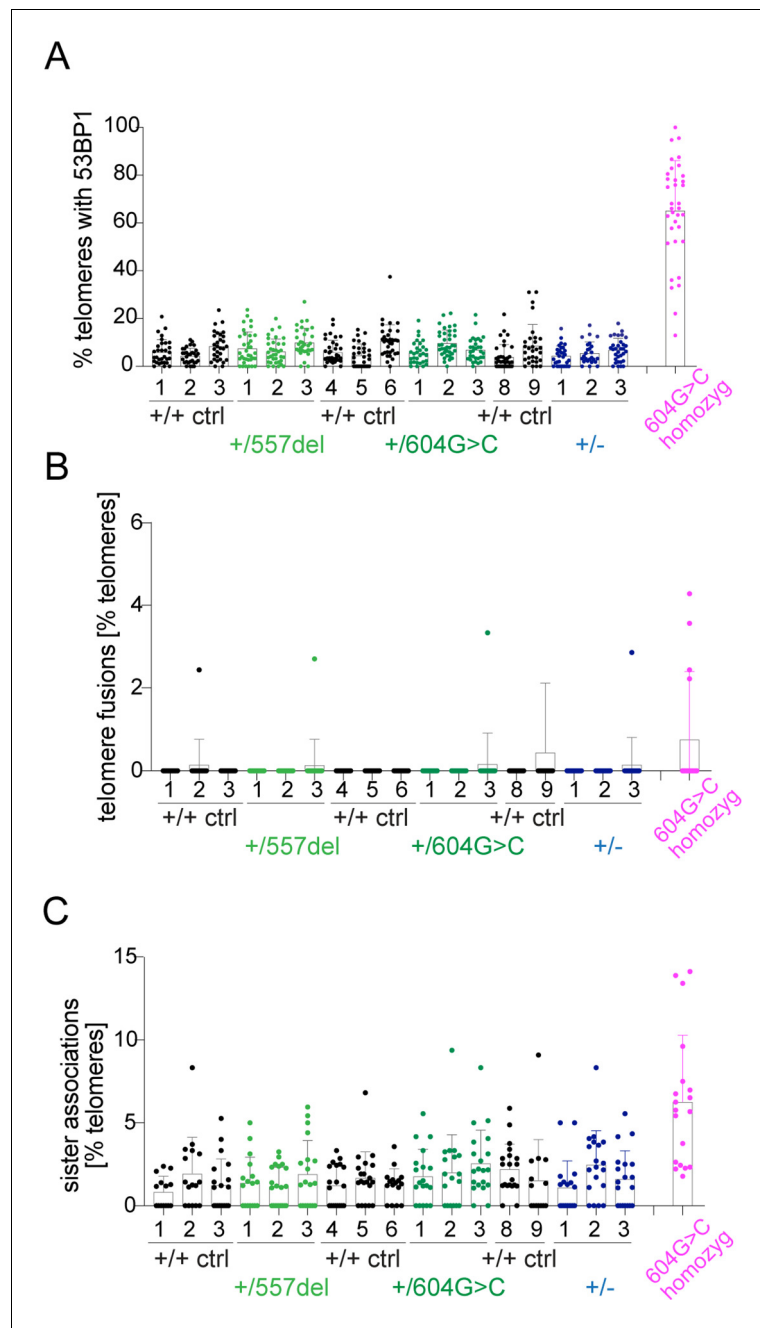 A
% telomeres with 53BP1
100
80
60
40
20
0
1 2 3 1 2 3 4 5 6 1 2 3 8 9 1 2 3
+/+ ctrl +/+ ctrl +/+ ctrl
+/557del +/604G>C +/-
604G>C
homozyg
B
telomere fusions [% telomeres]
6
4
2
0
1 2 3 1 2 3 4 5 6 1 2 3 8 9 1 2 3
+/+ ctrl +/+ ctrl +/+ ctrl
+/557del +/604G>C +/-
604G>C
homozyg
C
sister associations
[% telomeres]
15
10
5
0
1 2 3 1 2 3 4 5 6 1 2 3 8 9 1 2 3
+/+ ctrl +/+ ctrl +/+ ctrl
+/557del +/604G>C +/-
604G>C
homozyg